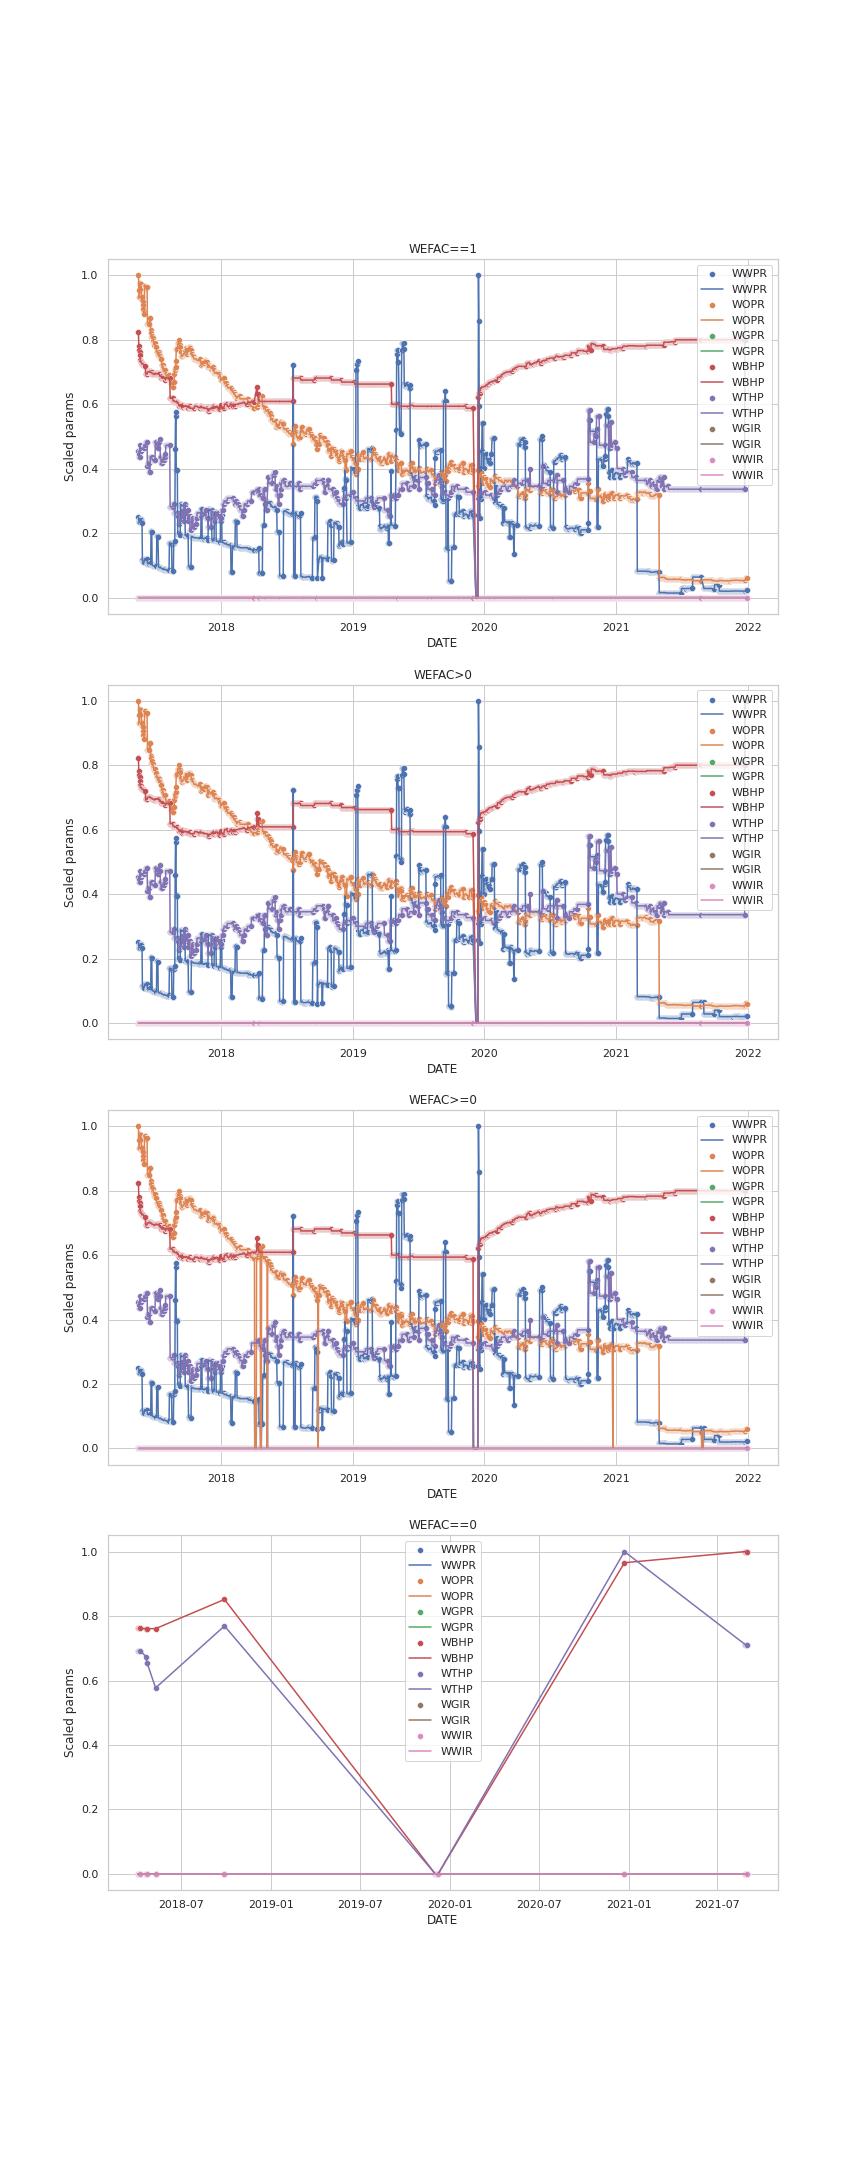 WEFAC==1
1.0
0.8
0.6
0.4
0.2
0.0
Scaled params
WWPR
WWPR
WOPR
WOPR
WGPR
WGPR
WBHP
WBHP
WTHP
WTHP
WGIR
WGIR
WWIR
WWIR
2018 2019 2020 2021 2022
DATE
WEFAC>0
1.0
0.8
0.6
0.4
0.2
0.0
Scaled params
WWPR
WWPR
WOPR
WOPR
WGPR
WGPR
WBHP
WBHP
WTHP
WTHP
WGIR
WGIR
WWIR
WWIR
2018 2019 2020 2021 2022
DATE
WEFAC>=0
1.0
0.8
0.6
0.4
0.2
0.0
Scaled params
WWPR
WWPR
WOPR
WOPR
WGPR
WGPR
WBHP
WBHP
WTHP
WTHP
WGIR
WGIR
WWIR
WWIR
2018 2019 2020 2021 2022
DATE
WEFAC==0
1.0
0.8
0.6
0.4
0.2
0.0
Scaled params
WWPR
WWPR
WOPR
WOPR
WGPR
WGPR
WBHP
WBHP
WTHP
WTHP
WGIR
WGIR
WWIR
WWIR
2018-07 2019-01 2019-07 2020-01 2020-07 2021-01 2021-07
DATE